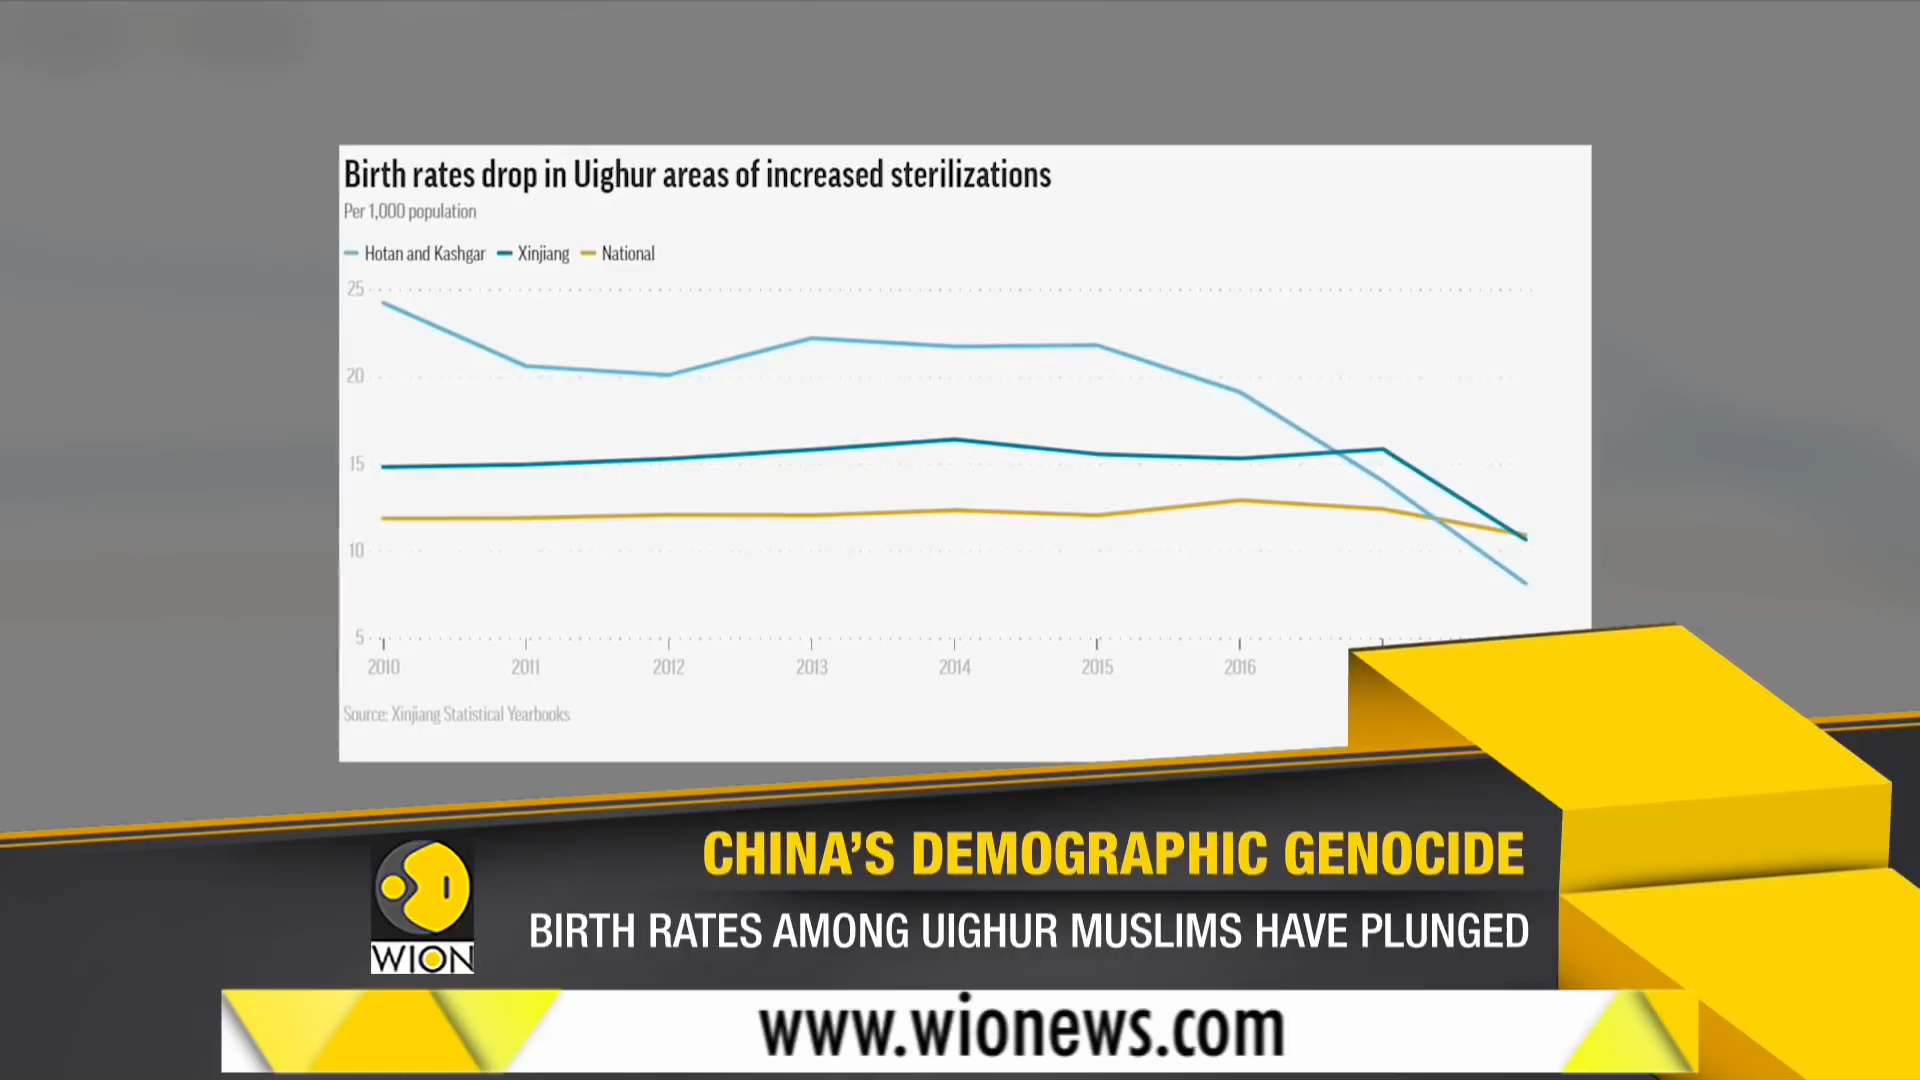 Birth rates drop in Uighur areas of increased sterilizations
Per 1,000 population
Hotan and Kashgar Xinjiang National
25
20
15
10
5
2010 2011 2012 2013 2014 2015 2016
Source: Xinjiang Statistical Yearbooks
CHINA'S DEMOGRAPHIC GENOCIDE
BIRTH RATES AMONG UIGHUR MUSLIMS HAVE PLUNGED
WION
www.wionews.com